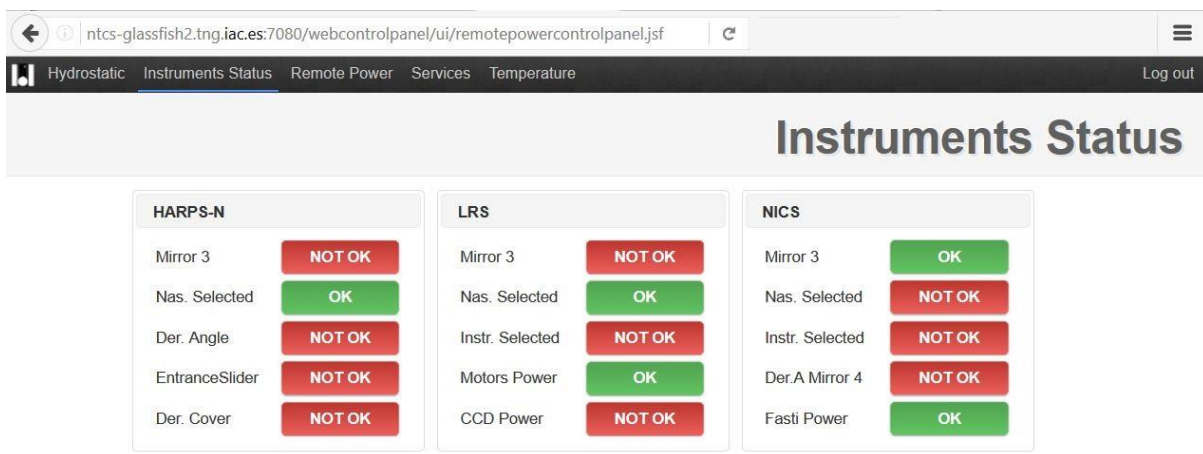 ntcs-glassfish2.tng.iac.es:7080/webcontrolpanel/ui/remotepowercontrolpanel.jsf
Hydrostatic Instruments Status Remote Power Services Temperature Log out
Instruments Status
HARPS-N
Mirror 3 NOT OK
Nas. Selected OK
Der. Angle NOT OK
EntranceSlider NOT OK
Der. Cover NOT OK
LRS
Mirror 3 NOT OK
Nas. Selected OK
Instr. Selected NOT OK
Motors Power OK
CCD Power NOT OK
NICS
Mirror 3 OK
Nas. Selected NOT OK
Instr. Selected NOT OK
Der.A Mirror 4 NOT OK
Fasti Power OK